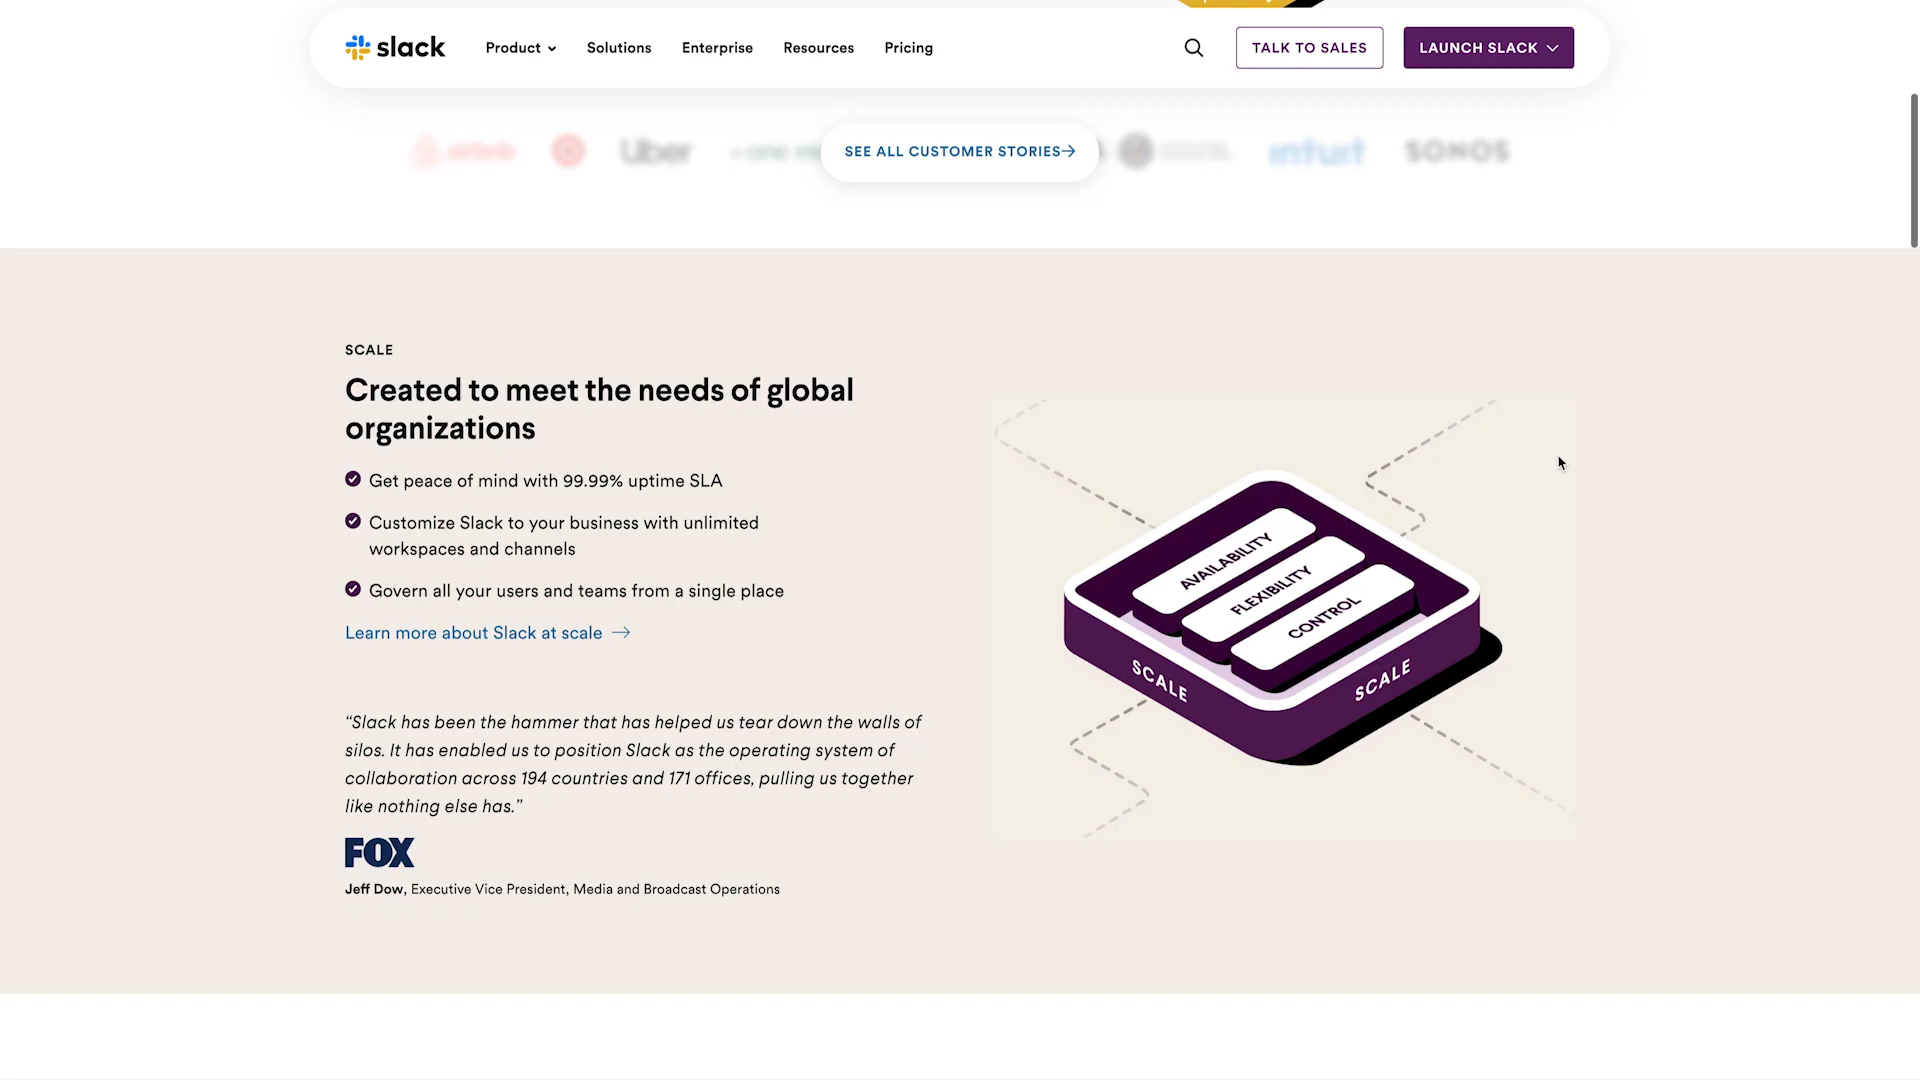 slack
Product
Solutions
Enterprise
Resources
Pricing
TALK TO SALES
LAUNCH SLACK
airbnb
Uber
one
SEE ALL CUSTOMER STORIES→
intuit
SONOS
SCALE
Created to meet the needs of global
organizations
Get peace of mind with 99.99% uptime SLA
Customize Slack to your business with unlimited
workspaces and channels
Govern all your users and teams from a single place
Learn more about Slack at scale →
AVAILABILITY
FLEXIBILITY
CONTROL
SCALE
SCALE
“Slack has been the hammer that has helped us tear down the walls of
silos. It has enabled us to position Slack as the operating system of
collaboration across 194 countries and 171 offices, pulling us together
like nothing else has.”
FOX
Jeff Dow, Executive Vice President, Media and Broadcast Operations